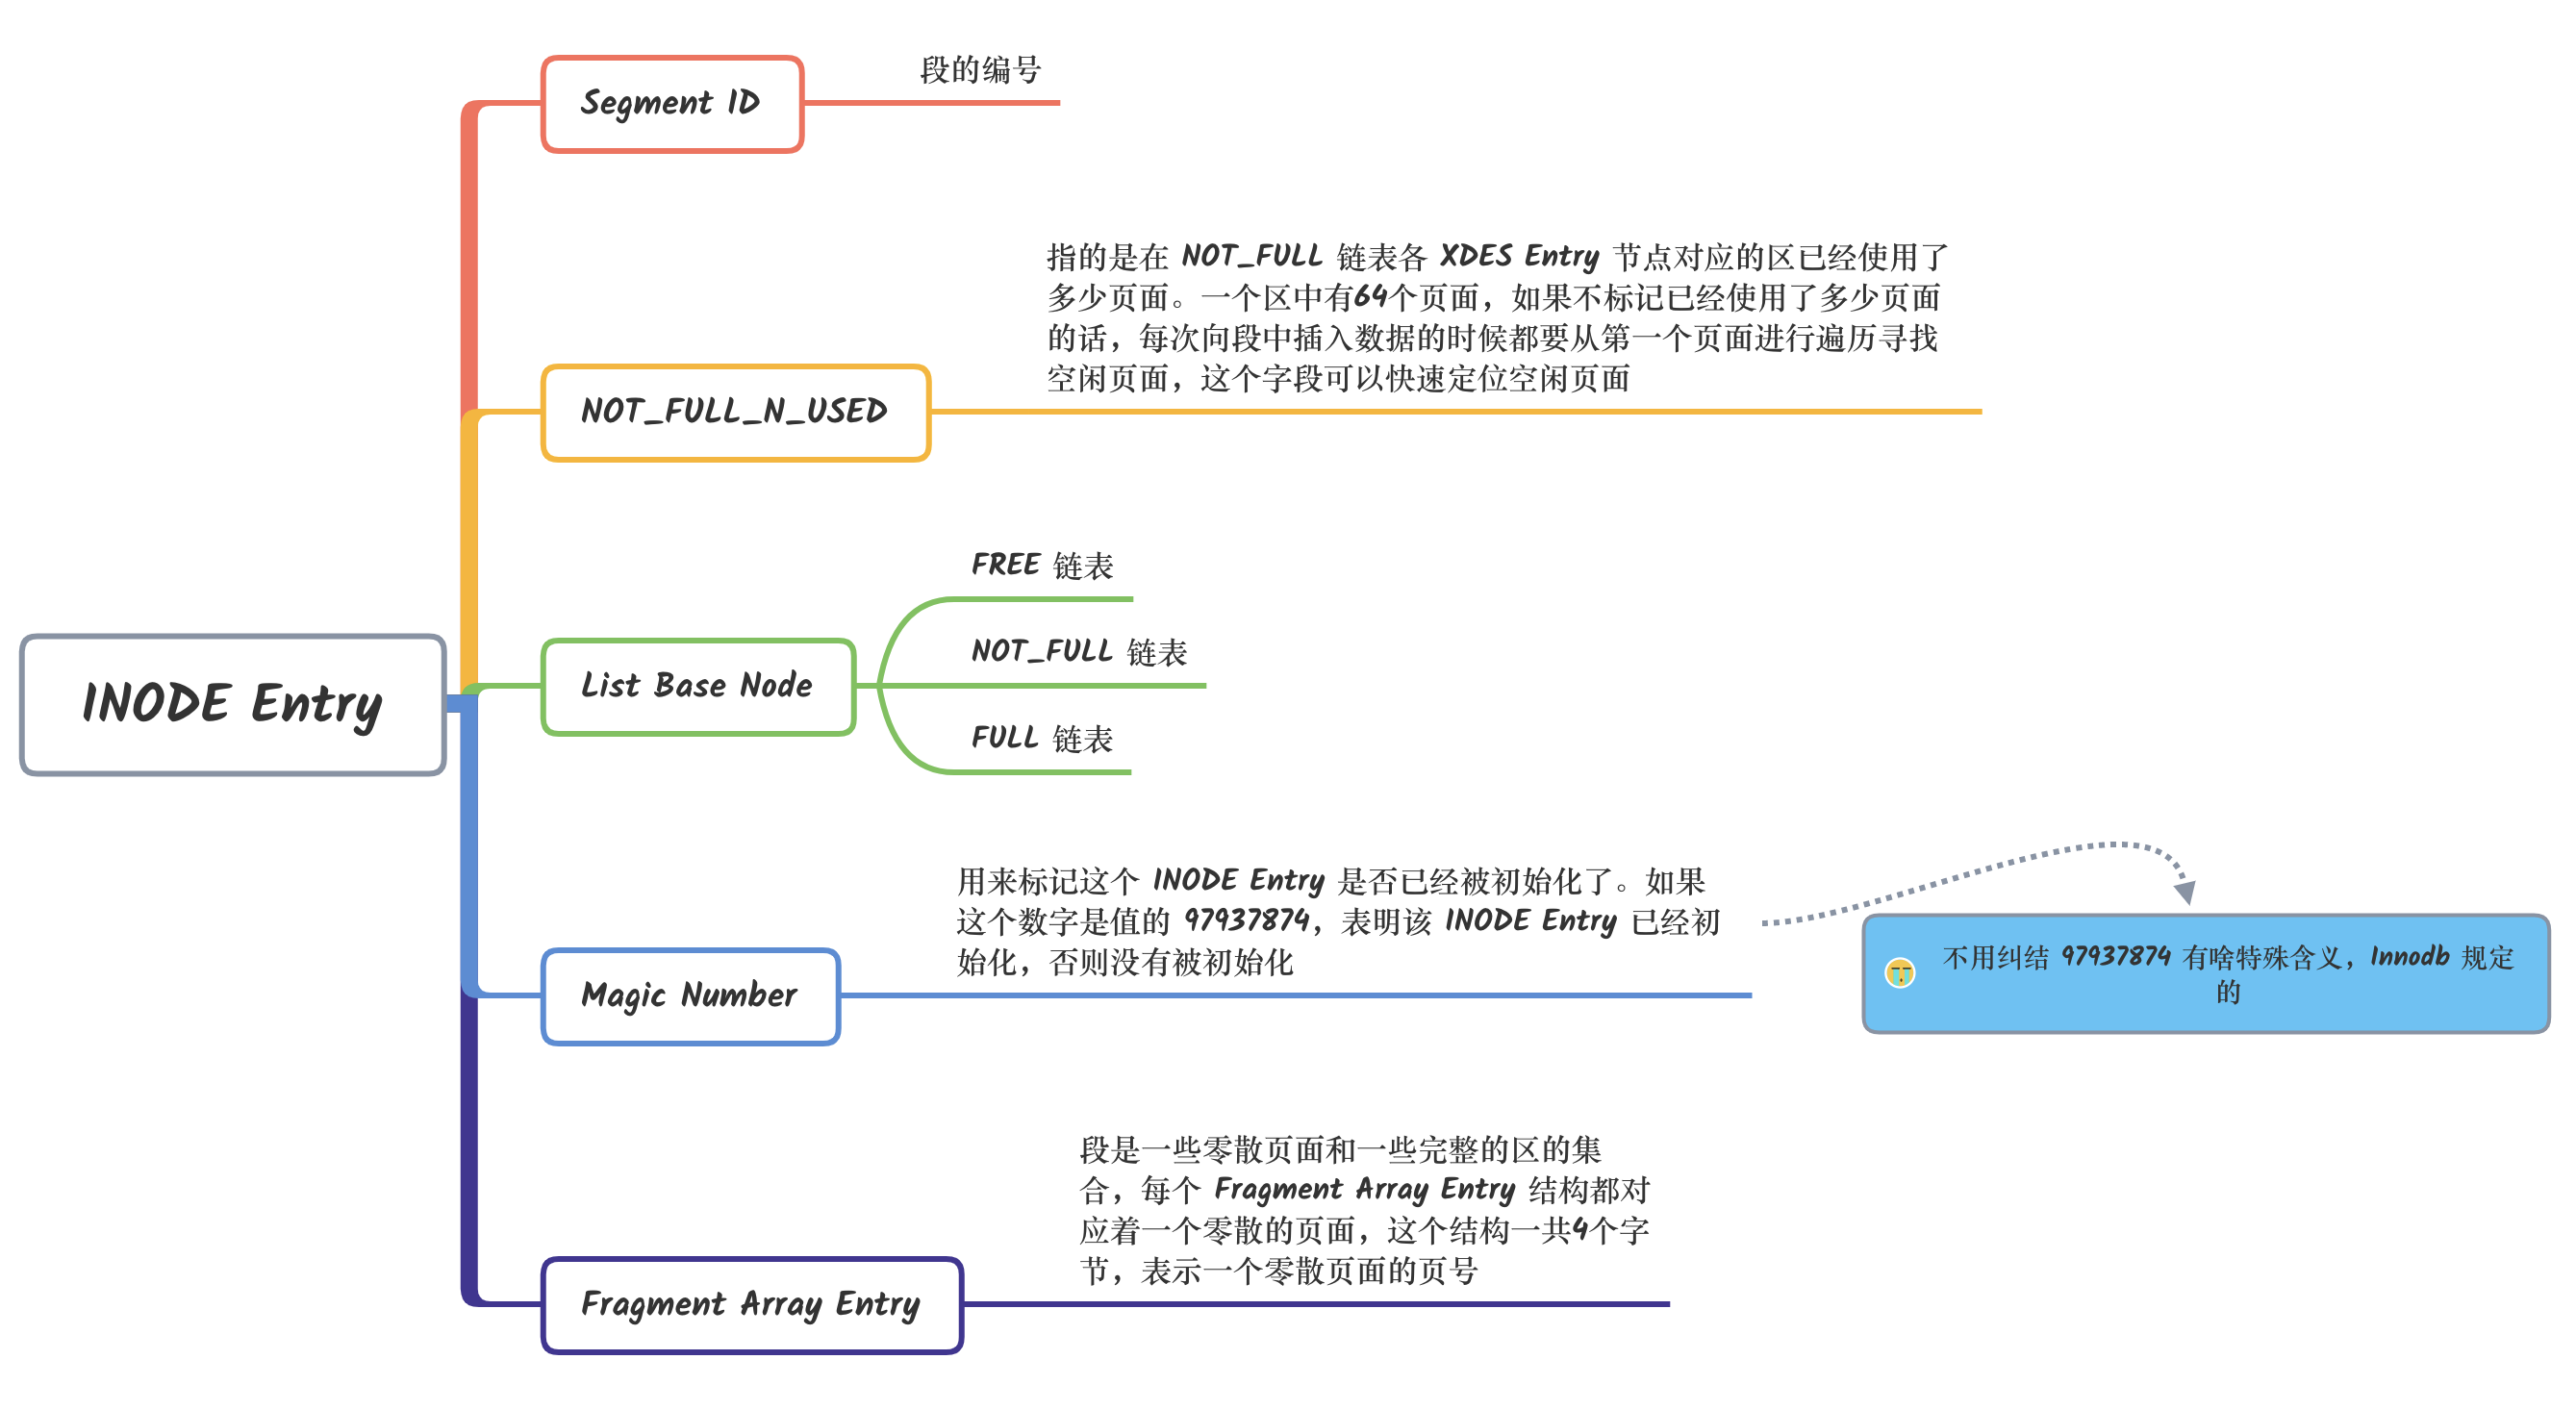 INODE Entry
Segment ID
段的编号
NOT_FULL_N_USED
指的是在 NOT_FULL 链表各 XDES Entry 节点对应的区已经使用了
多少页面。一个区中有64个页面，如果不标记已经使用了多少页面
的话，每次向段中插入数据的时候都要从第一个页面进行遍历寻找
空闲页面，这个字段可以快速定位空闲页面
List Base Node
FREE 链表
NOT_FULL 链表
FULL 链表
Magic Number
用来标记这个 INODE Entry 是否已经被初始化了。如果
这个数字是值的 97937874，表明该 INODE Entry 已经初
始化，否则没有被初始化
不用纠结 97937874 有啥特殊含义，Innodb 规定
的
Fragment Array Entry
段是一些零散页面和一些完整的区的集
合，每个 Fragment Array Entry 结构都对
应着一个零散的页面，这个结构一共4个字
节，表示一个零散页面的页号